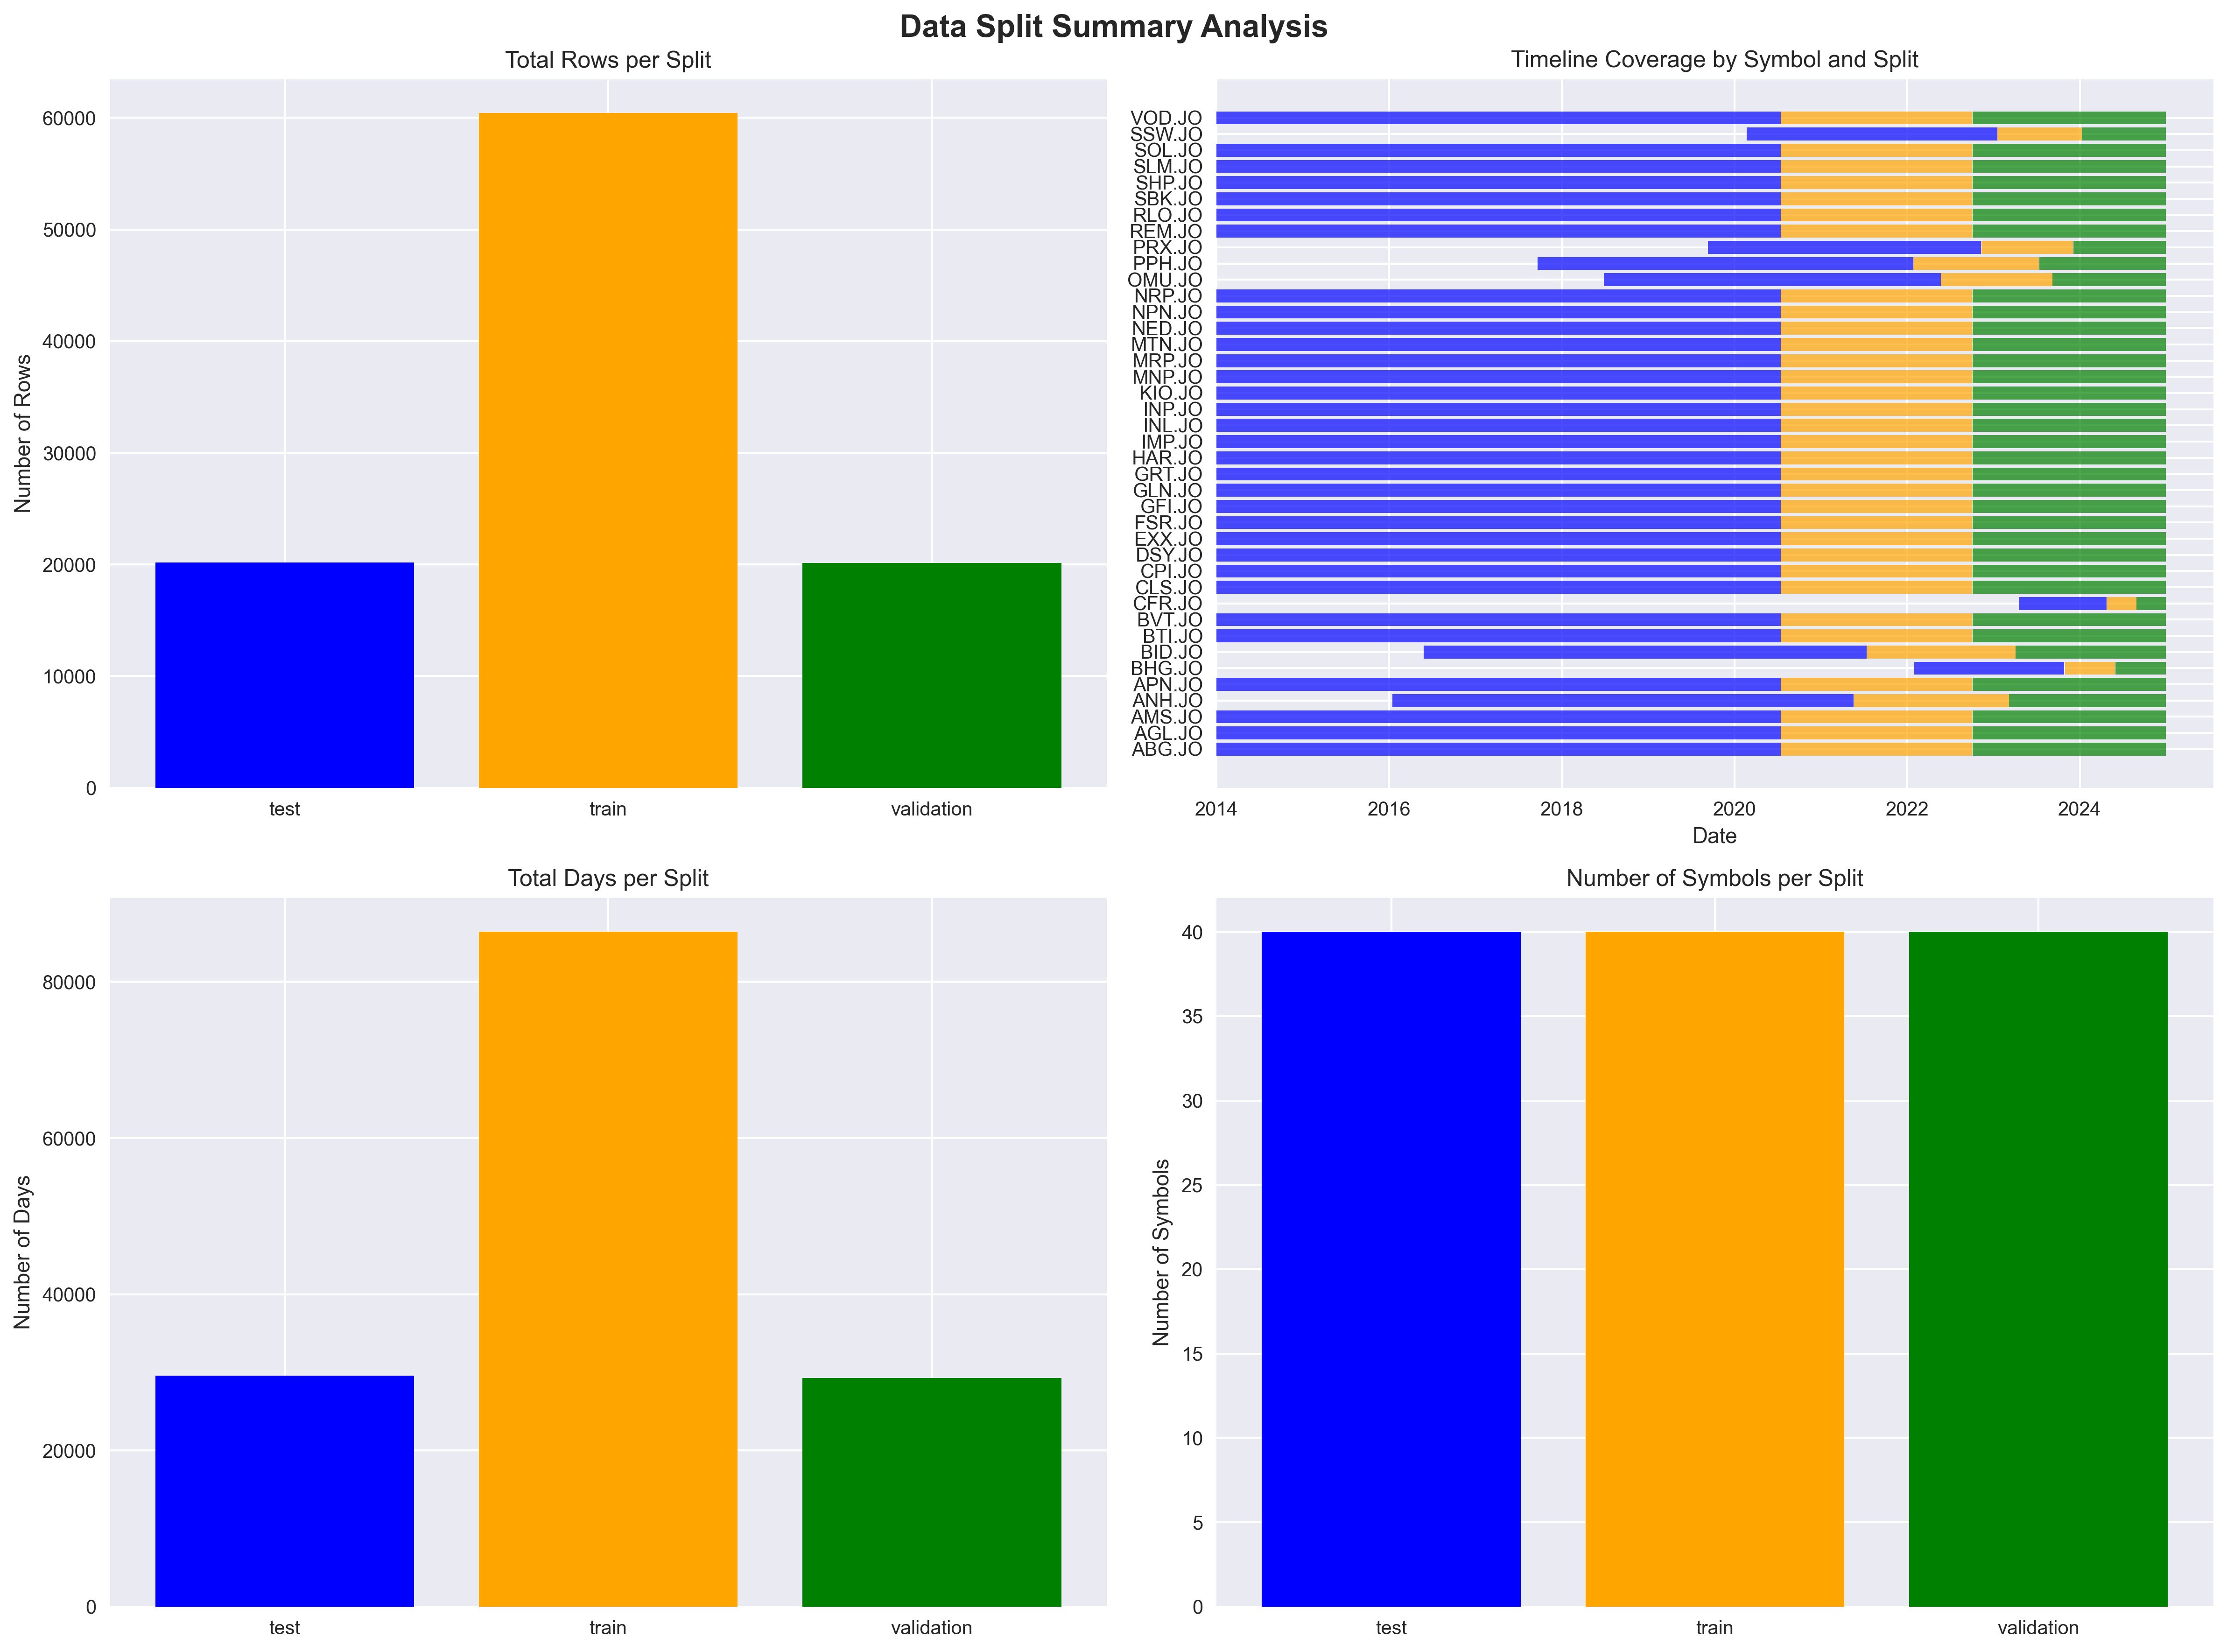 Data Split Summary Analysis
Total Rows per Split
Number of Rows
60000
50000
40000
30000
20000
10000
0
test train validation
Timeline Coverage by Symbol and Split
VOD.JO
SSW.JO
SOL.JO
SLM.JO
SHP.JO
SBK.JO
RLO.JO
REM.JO
PRX.JO
PPH.JO
OMU.JO
NRP.JO
NPN.JO
NED.JO
MTN.JO
MRP.JO
MNP.JO
KIO.JO
INP.JO
INL.JO
IMP.JO
HAR.JO
GRT.JO
GLN.JO
GFI.JO
FSR.JO
EXX.JO
DSY.JO
CPI.JO
CLS.JO
CFR.JO
BVT.JO
BTI.JO
BID.JO
BHG.JO
APN.JO
ANH.JO
AMS.JO
AGL.JO
ABG.JO
2014 2016 2018 2020 2022 2024
Date
Total Days per Split
Number of Days
80000
60000
40000
20000
0
test train validation
Number of Symbols per Split
Number of Symbols
40
35
30
25
20
15
10
5
0
test train validation